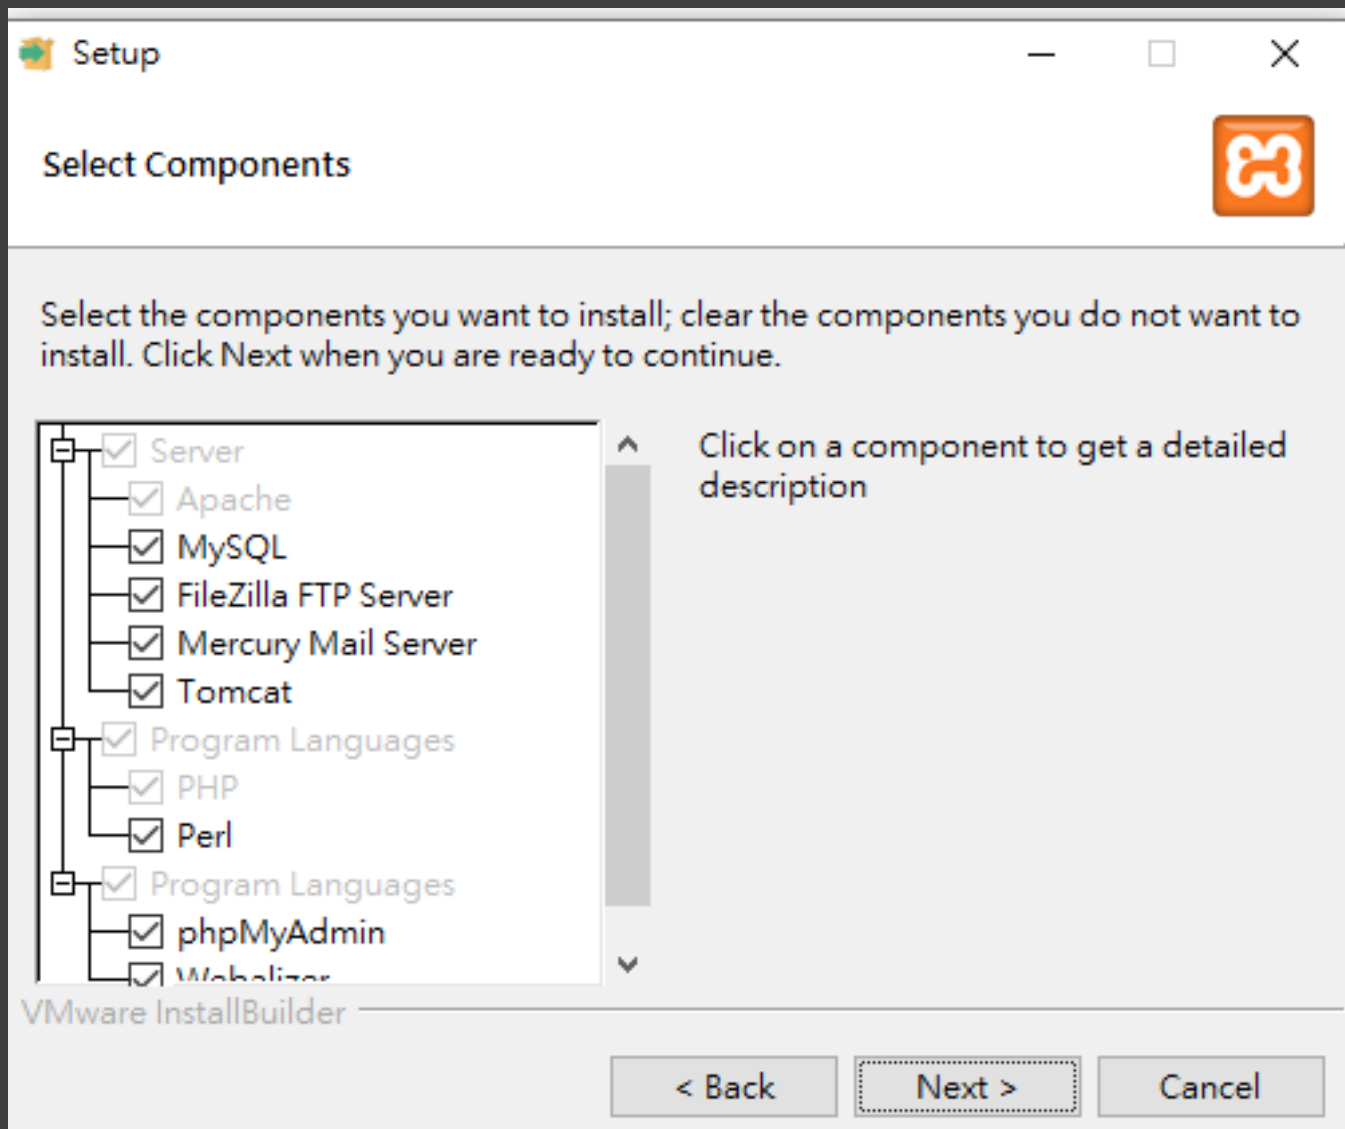 Setup
Select Components
Select the components you want to install; clear the components you do not want to
install. Click Next when you are ready to continue.
Server
Apache
MySQL
FileZilla FTP Server
Mercury Mail Server
Tomcat
Program Languages
PHP
Perl
Program Languages
phpMyAdmin
Webalizer
Click on a component to get a detailed
description
VMware InstallBuilder
< Back
Next >
Cancel